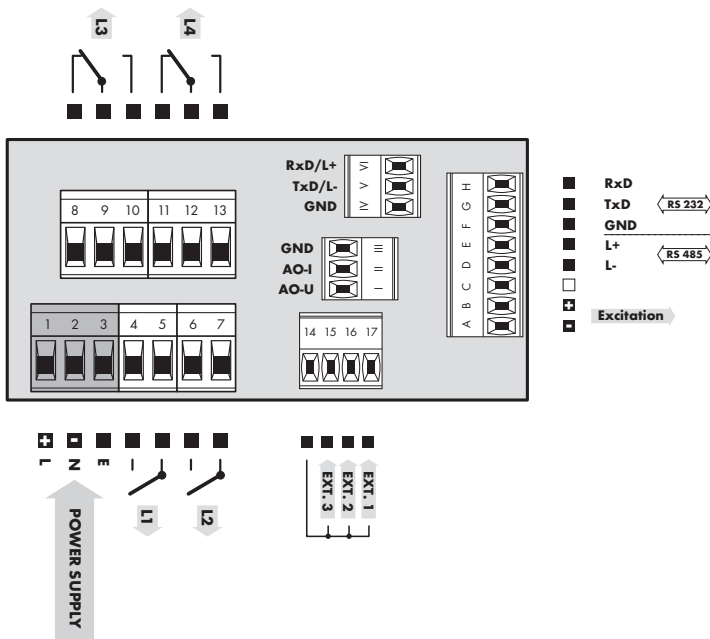 L3
L4
RxD/L+
VI
TxD/L-
V
GND
IV
8 9 10 11 12 13
GND
III
AO-I
II
AO-U
I
H
G
F
E
D
C
B
A
RxD
TxD
RS 232
GND
L+
RS 485
L-
Excitation
1 2 3 4 5 6 7
14 15 16 17
+
-
L
N
E
L1
L2
POWER SUPPLY
EXT. 3
EXT. 2
EXT. 1